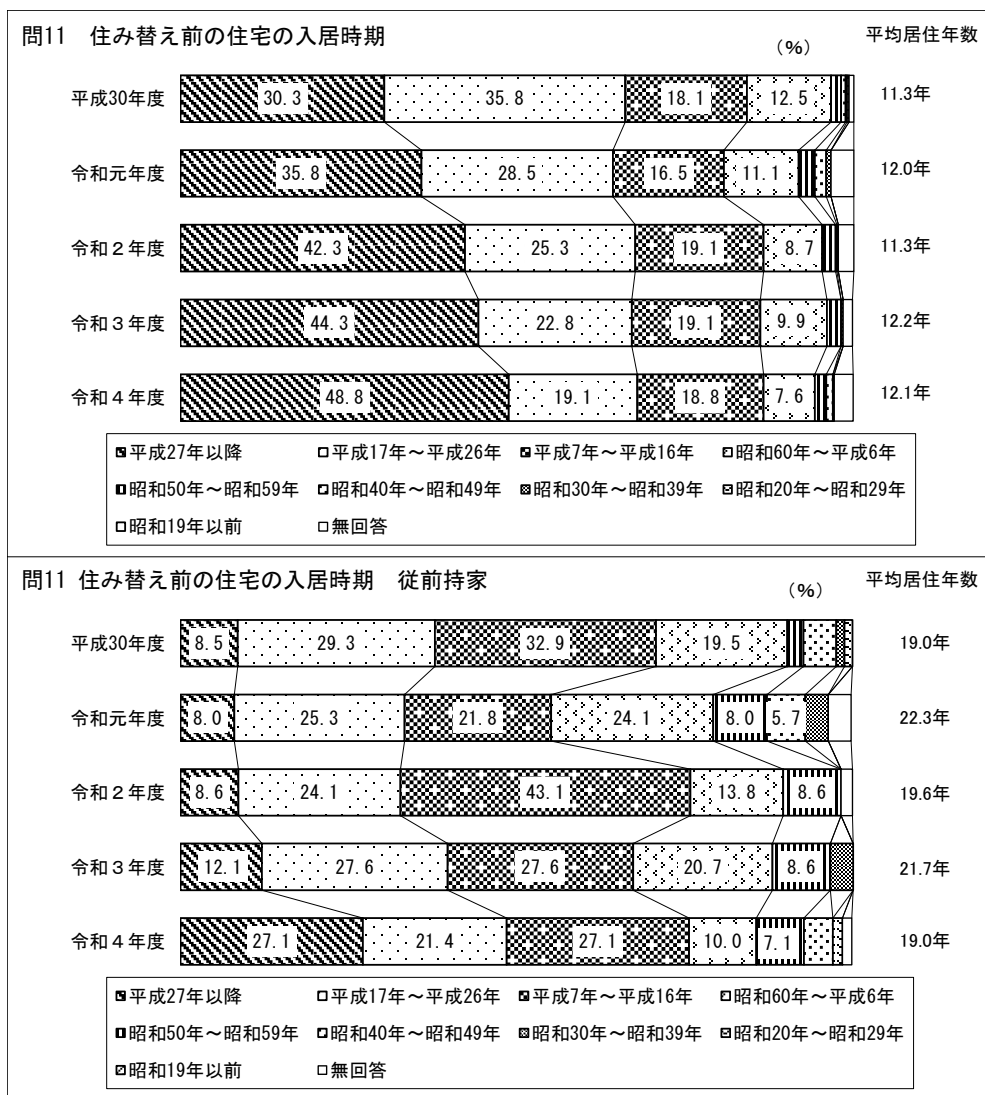 問11　住み替え前の住宅の入居時期
（%）
平均居住年数
平成30年度 30.3 35.8 18.1 12.5 11.3年
令和元年度 35.8 28.5 16.5 11.1 12.0年
令和２年度 42.3 25.3 19.1 8.7 11.3年
令和３年度 44.3 22.8 19.1 9.9 12.2年
令和４年度 48.8 19.1 18.8 7.6 12.1年
平成27年以降 平成17年～平成26年 平成7年～平成16年 昭和60年～平成6年
昭和50年～昭和59年 昭和40年～昭和49年 昭和30年～昭和39年 昭和20年～昭和29年
昭和19年以前 無回答
問11 住み替え前の住宅の入居時期　従前持家
（%）
平均居住年数
平成30年度 8.5 29.3 32.9 19.5 19.0年
令和元年度 8.0 25.3 21.8 24.1 8.0 5.7 22.3年
令和２年度 8.6 24.1 43.1 13.8 8.6 19.6年
令和３年度 12.1 27.6 27.6 20.7 8.6 21.7年
令和４年度 27.1 21.4 27.1 10.0 7.1 19.0年
平成27年以降 平成17年～平成26年 平成7年～平成16年 昭和60年～平成6年
昭和50年～昭和59年 昭和40年～昭和49年 昭和30年～昭和39年 昭和20年～昭和29年
昭和19年以前 無回答